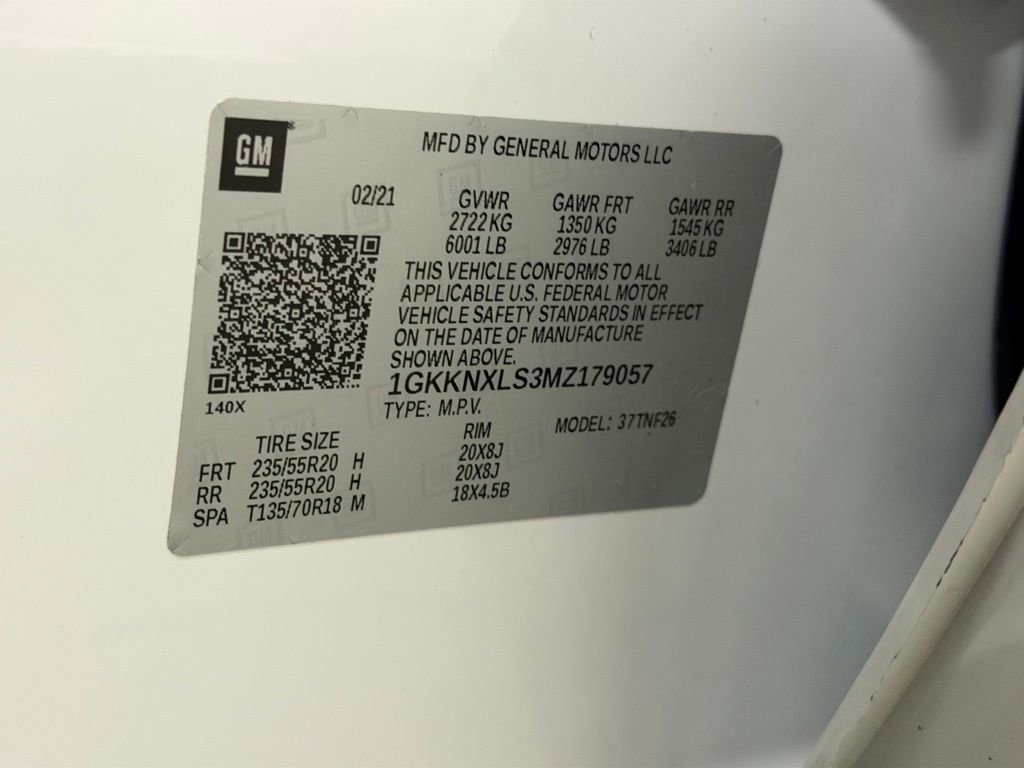 GM
MFD BY GENERAL MOTORS LLC
02/21
GVWR GAWR FRT GAWR RR
2722 KG 1350 KG 1545 KG
6001 LB 2976 LB 3406 LB
THIS VEHICLE CONFORMS TO ALL
APPLICABLE U.S. FEDERAL MOTOR
VEHICLE SAFETY STANDARDS IN EFFECT
ON THE DATE OF MANUFACTURE
SHOWN ABOVE.
1GKKNXLS3MZ179057
140X
TYPE: M.P.V. MODEL: 37TNF26
TIRE SIZE RIM
FRT 235/55R20 H 20X8J
RR 235/55R20 H 20X8J
SPA T135/70R18 M 18X4.5B